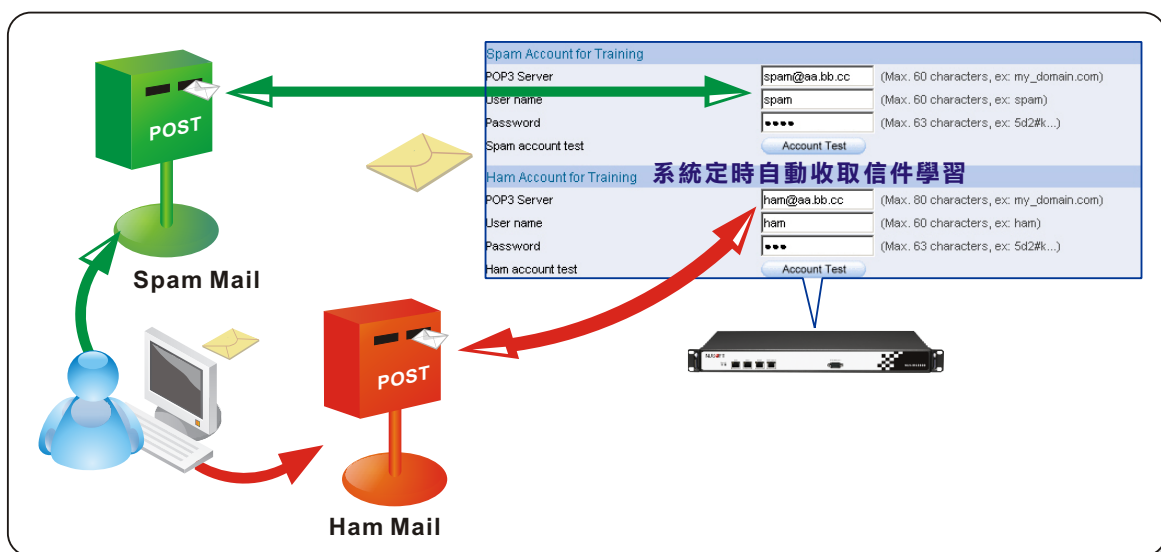 Spam Account for Training
POP3 Server spam@aa.bb.cc (Max. 60 characters, ex: my_domain.com)
User name spam (Max. 60 characters, ex: spam)
Password •••• (Max. 63 characters, ex: 5d2#k...)
Spam account test Account Test
Ham Account for Training 系統定時自動收取信件學習
POP3 Server ham@aa.bb.cc (Max. 80 characters, ex: my_domain.com)
User name ham (Max. 60 characters, ex: ham)
Password ••• (Max. 63 characters, ex: 5d2#k...)
Ham account test Account Test
POST
Spam Mail
POST
Ham Mail
NUSOFT